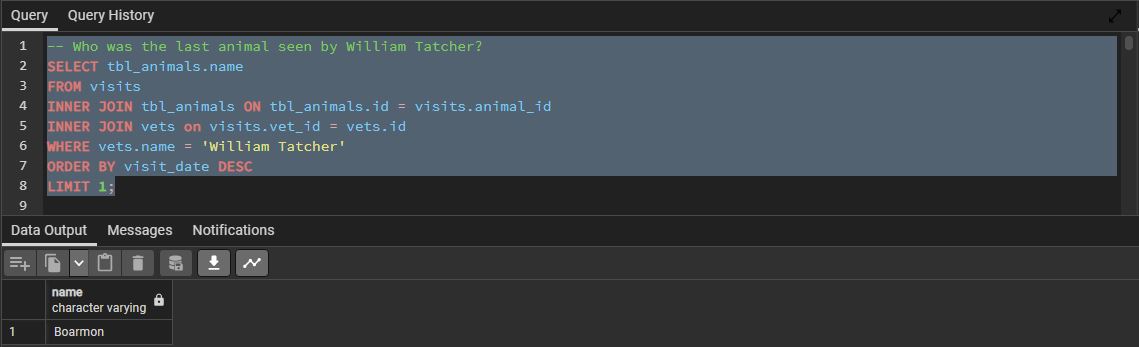 Query Query History
1 -- Who was the last animal seen by William Tatcher?
2 SELECT tbl_animals.name
3 FROM visits
4 INNER JOIN tbl_animals ON tbl_animals.id = visits.animal_id
5 INNER JOIN vets on visits.vet_id = vets.id
6 WHERE vets.name = 'William Tatcher'
7 ORDER BY visit_date DESC
8 LIMIT 1;
9
Data Output Messages Notifications
name
character varying
1 Boarmon